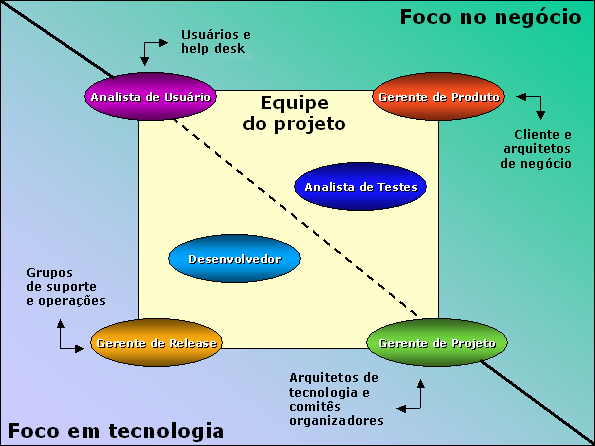 Foco no negócio
Usuários e
help desk
Analista de Usuário
Equipe
do projeto
Gerente de Produto
Cliente e
arquitetos
de negócio
Analista de Testes
Desenvolvedor
Grupos
de suporte
e operações
Gerente de Release
Gerente de Projeto
Arquitetos de
tecnologia e
comitês
organizadores
Foco em tecnologia